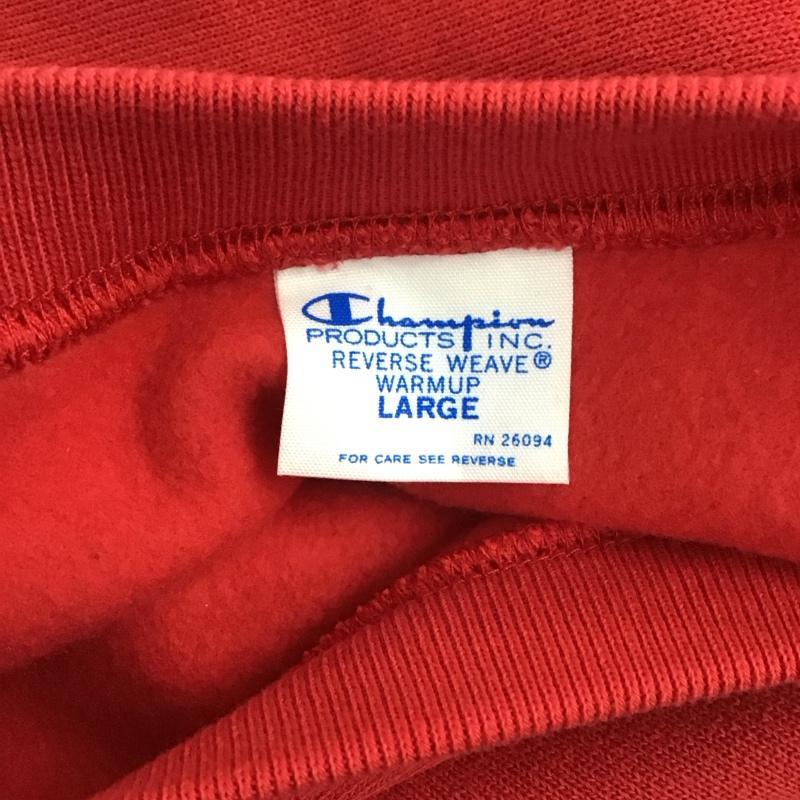 Champion
PRODUCTS INC.
REVERSE WEAVE®
WARMUP
LARGE
RN 26094
FOR CARE SEE REVERSE